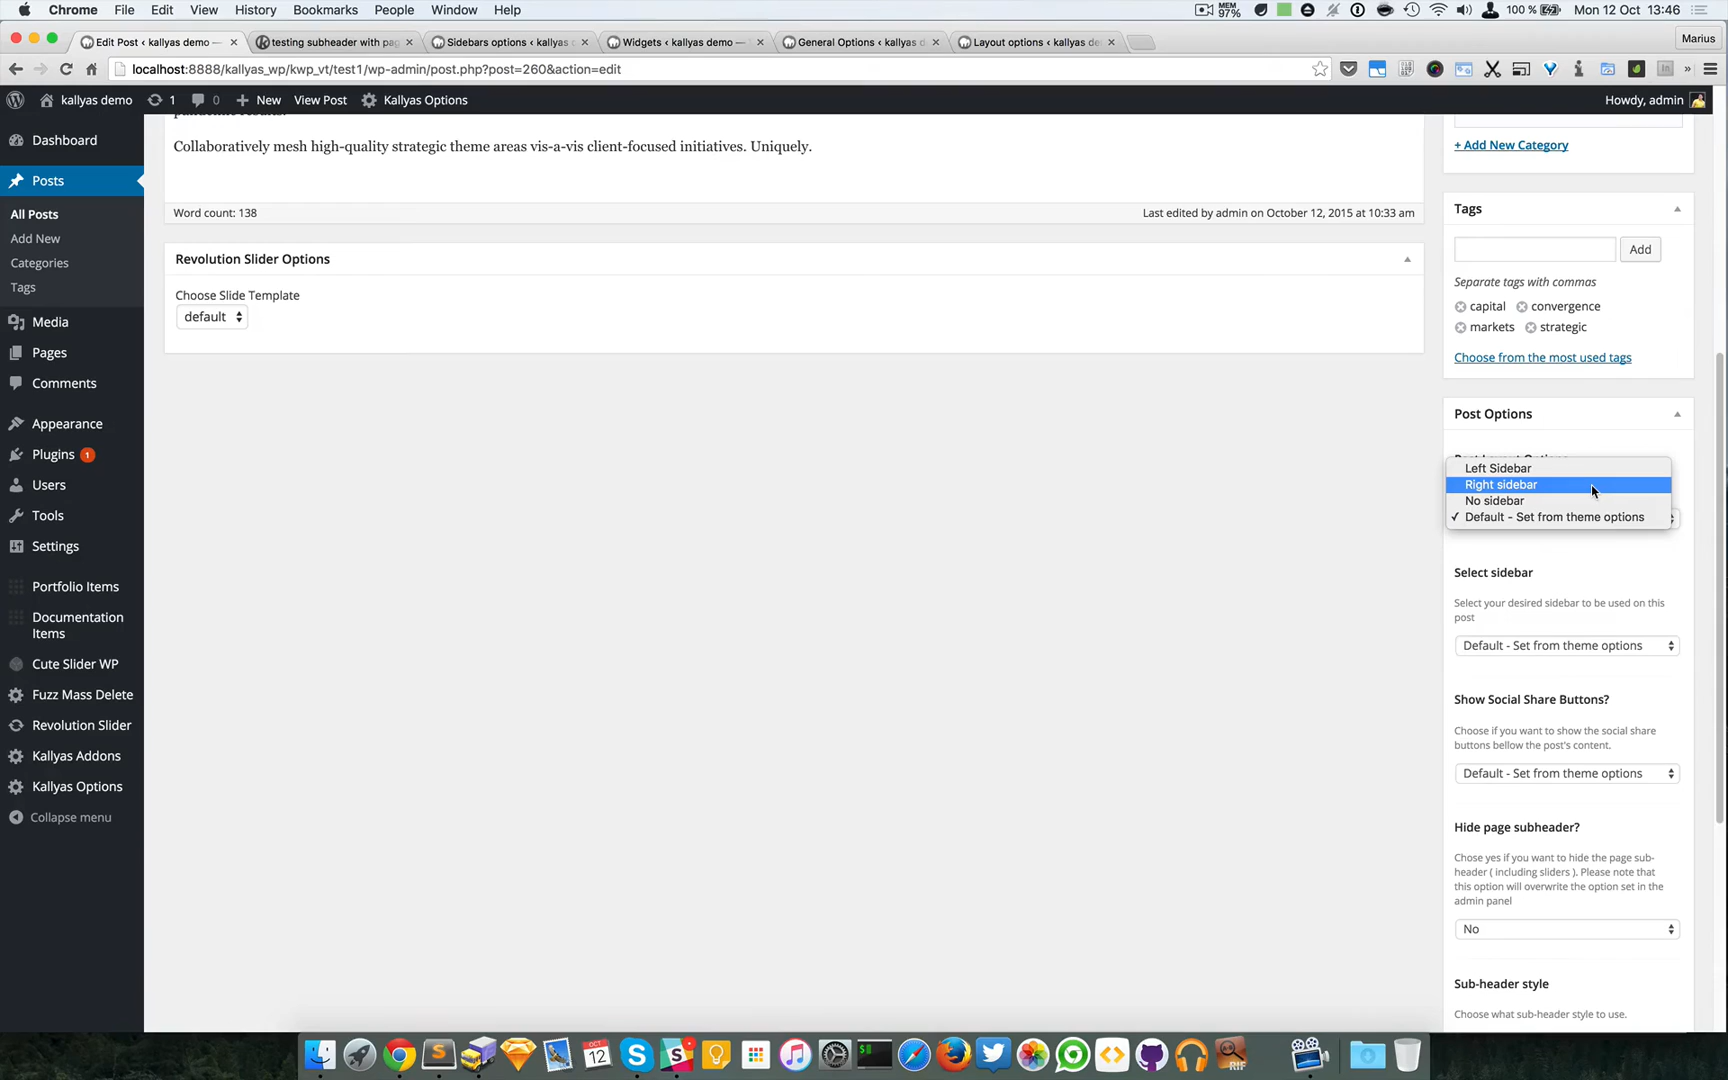 Chrome File Edit View History Bookmarks People Window Help
MEM 97% 100 % Mon 12 Oct 13:46
Edit Post ‹ kallyas demo —
testing subheader with pag
Sidebars options ‹ kallyas
Widgets ‹ kallyas demo —
General Options ‹ kallyas d
Layout options ‹ kallyas de
Marius
localhost:8888/kallyas_wp/kwp_vt/test1/wp-admin/post.php?post=260&action=edit
kallyas demo 1 0 New View Post Kallyas Options
Howdy, admin
Dashboard
Posts
All Posts
Add New
Categories
Tags
Media
Pages
Comments
Appearance
Plugins 1
Users
Tools
Settings
Portfolio Items
Documentation
Items
Cute Slider WP
Fuzz Mass Delete
Revolution Slider
Kallyas Addons
Kallyas Options
Collapse menu
Collaboratively mesh high-quality strategic theme areas vis-a-vis client-focused initiatives. Uniquely.
Word count: 138
Last edited by admin on October 12, 2015 at 10:33 am
Revolution Slider Options
Choose Slide Template
default
+ Add New Category
Tags
Add
Separate tags with commas
capital convergence
markets strategic
Choose from the most used tags
Post Options
Left Sidebar
Right sidebar
No sidebar
✓ Default - Set from theme options
Select sidebar
Select your desired sidebar to be used on this
post
Default - Set from theme options
Show Social Share Buttons?
Choose if you want to show the social share
buttons bellow the post's content.
Default - Set from theme options
Hide page subheader?
Chose yes if you want to hide the page sub-
header ( including sliders ). Please note that
this option will overwrite the option set in the
admin panel
No
Sub-header style
Choose what sub-header style to use.
OCT
12
RIF